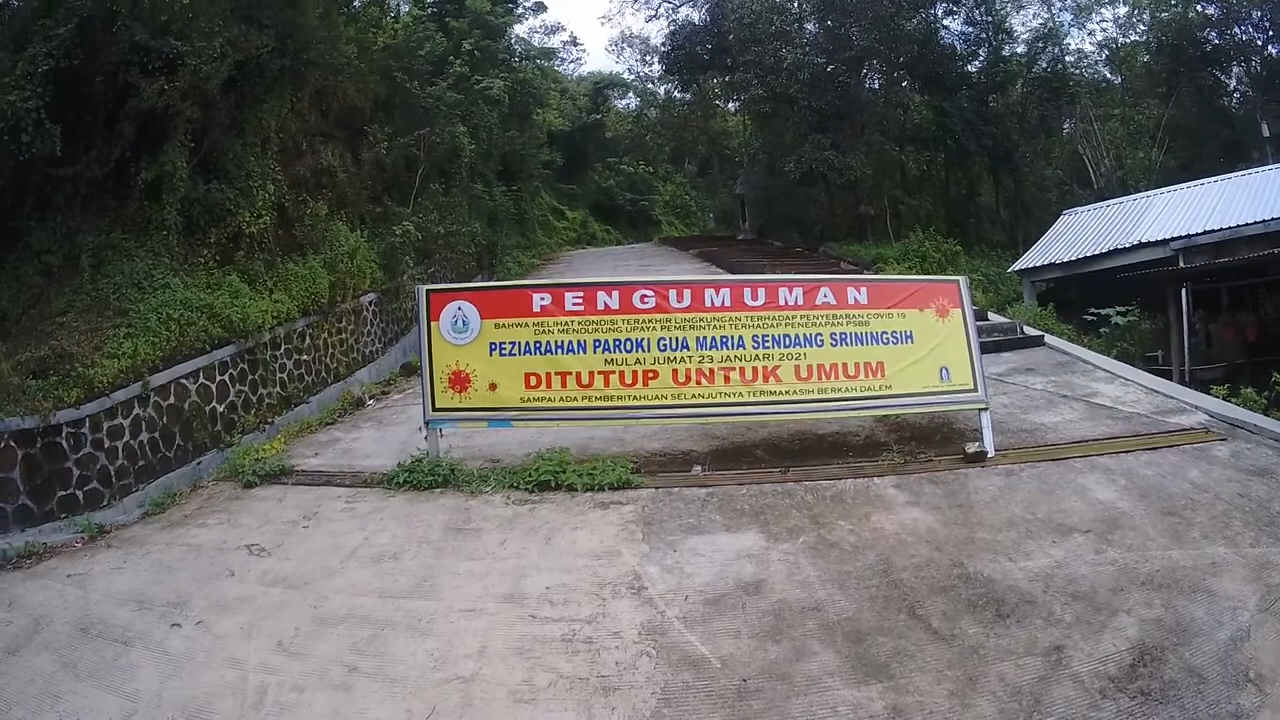 PENGUMUMAN
BAHWA MELIHAT KONDISI TERAKHIR LINGKUNGAN TERHADAP PENYEBARAN COVID 19
DAN MENDUKUNG UPAYA PEMERINTAH TERHADAP PENERAPAN PSBB
PEZIARAHAN PAROKI GUA MARIA SENDANG SRININGSIH
MULAI JUMAT 23 JANUARI 2021
DITUTUP UNTUK UMUM
SAMPAI ADA PEMBERITAHUAN SELANJUTNYA TERIMAKASIH BERKAH DALEM